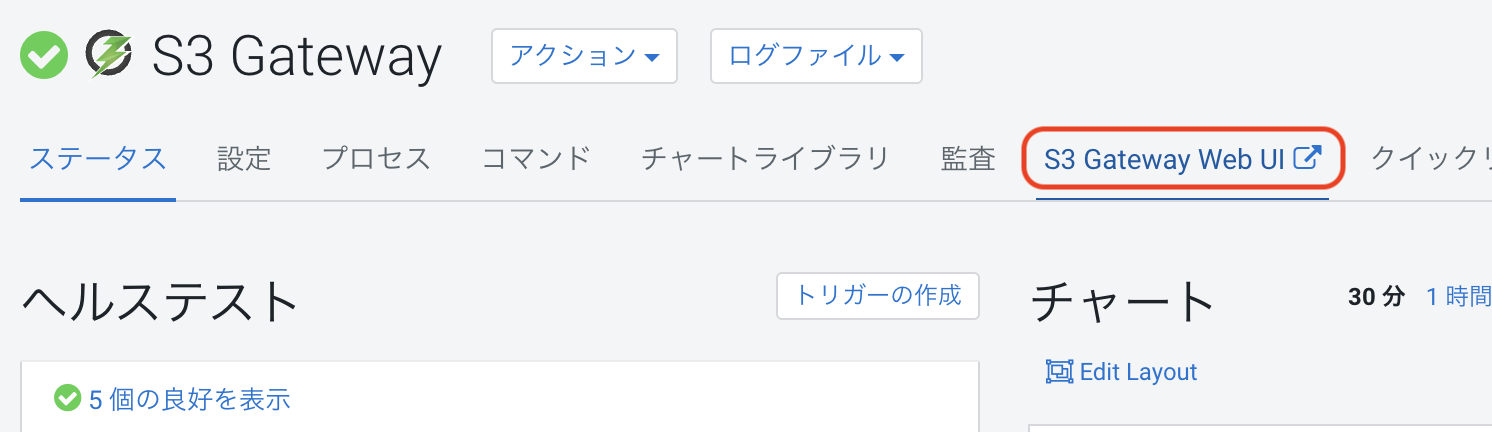 S3 Gateway アクション ログファイル
ステータス 設定 プロセス コマンド チャートライブラリ 監査 S3 Gateway Web UI クイック
ヘルステスト トリガーの作成 チャート 30 分 1 時間
Edit Layout
5 個の良好を表示